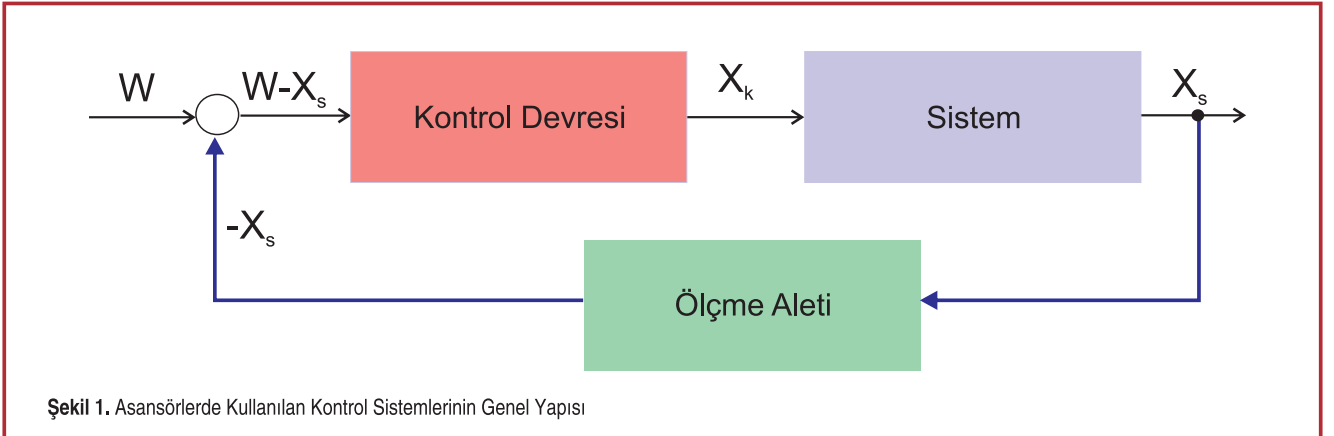 W
W-Xs
Kontrol Devresi
Xk
Sistem
Xs
-Xs
Ölçme Aleti
Şekil 1. Asansörlerde Kullanılan Kontrol Sistemlerinin Genel Yapısı